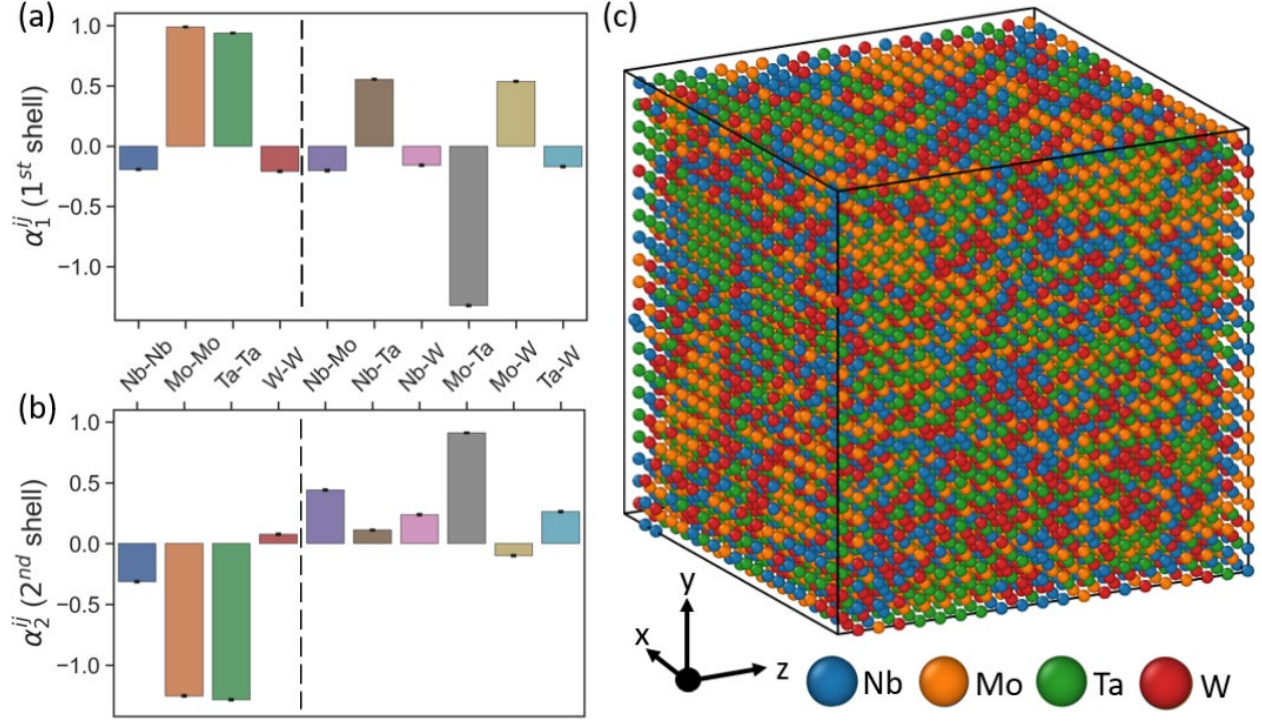 (a)
1.0
0.5
0.0
−0.5
−1.0
α₁ⁱʲ (1ˢᵗ shell)
Nb-Nb
Mo-Mo
Ta-Ta
W-W
Nb-Mo
Nb-Ta
Nb-W
Mo-Ta
Mo-W
Ta-W
(b)
1.0
0.5
0.0
−0.5
−1.0
α₂ⁱʲ (2ⁿᵈ shell)
(c)
y
x
z
Nb Mo Ta W